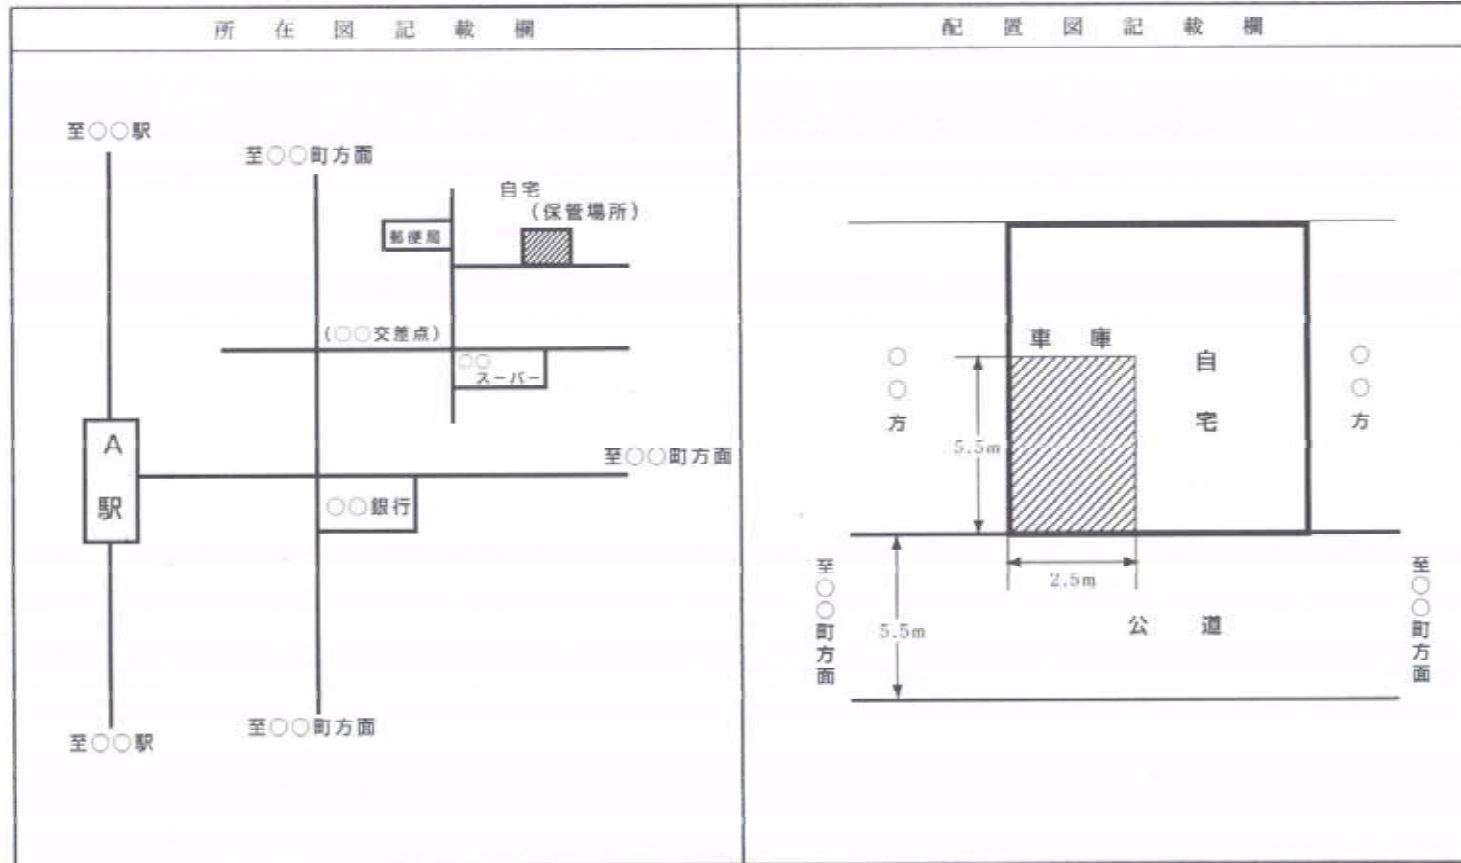 所在図記載欄
至○○駅
至○○町方面
自宅
(保管場所)
郵便局
(○○交差点)
○○
スーパー
A駅
至○○町方面
○○銀行
至○○町方面
至○○駅
配置図記載欄
車庫
自宅
○○方
○○方
5.5m
2.5m
5.5m
公道
至○○町方面
至○○町方面